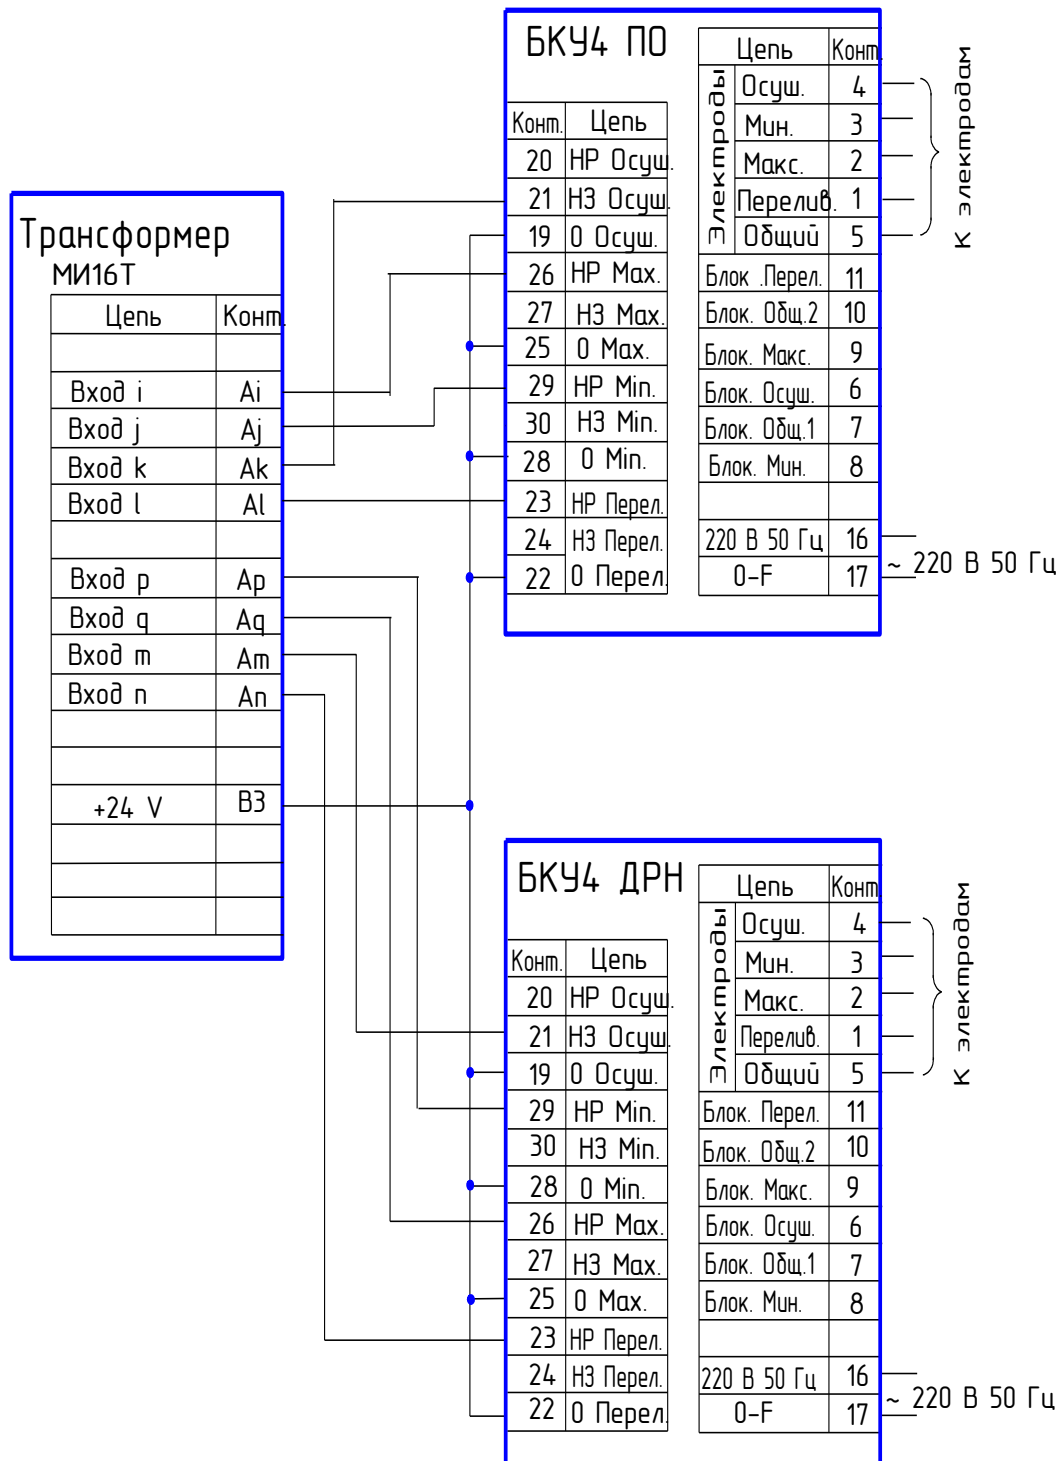 Трансформер
МИ16Т
Цепь Конт.
Вход i Ai
Вход j Aj
Вход k Ak
Вход l Al
Вход p Ap
Вход q Aq
Вход m Am
Вход n An
+24 V В3
БКУ4 ПО
Конт. Цепь
20 НР Осуш.
21 НЗ Осуш.
19 0 Осуш.
26 НР Max.
27 НЗ Max.
25 0 Max.
29 НР Min.
30 НЗ Min.
28 0 Min.
23 НР Перел.
24 НЗ Перел.
22 0 Перел.
Цепь Конт.
Электроды
Осуш. 4
Мин. 3
Макс. 2
Перелив. 1
Общий 5
Блок .Перел. 11
Блок. Общ.2 10
Блок. Макс. 9
Блок. Осуш. 6
Блок. Общ.1 7
Блок. Мин. 8
220 В 50 Гц 16
0-F 17
К электродам
~ 220 В 50 Гц
БКУ4 ДРН
Конт. Цепь
20 НР Осуш.
21 НЗ Осуш.
19 0 Осуш.
29 НР Min.
30 НЗ Min.
28 0 Min.
26 НР Max.
27 НЗ Max.
25 0 Max.
23 НР Перел.
24 НЗ Перел.
22 0 Перел.
Цепь Конт
Электроды
Осуш. 4
Мин. 3
Макс. 2
Перелив. 1
Общий 5
Блок. Перел. 11
Блок. Общ.2 10
Блок. Макс. 9
Блок. Осуш. 6
Блок. Общ.1 7
Блок. Мин. 8
220 В 50 Гц 16
0-F 17
К электродам
~ 220 В 50 Гц